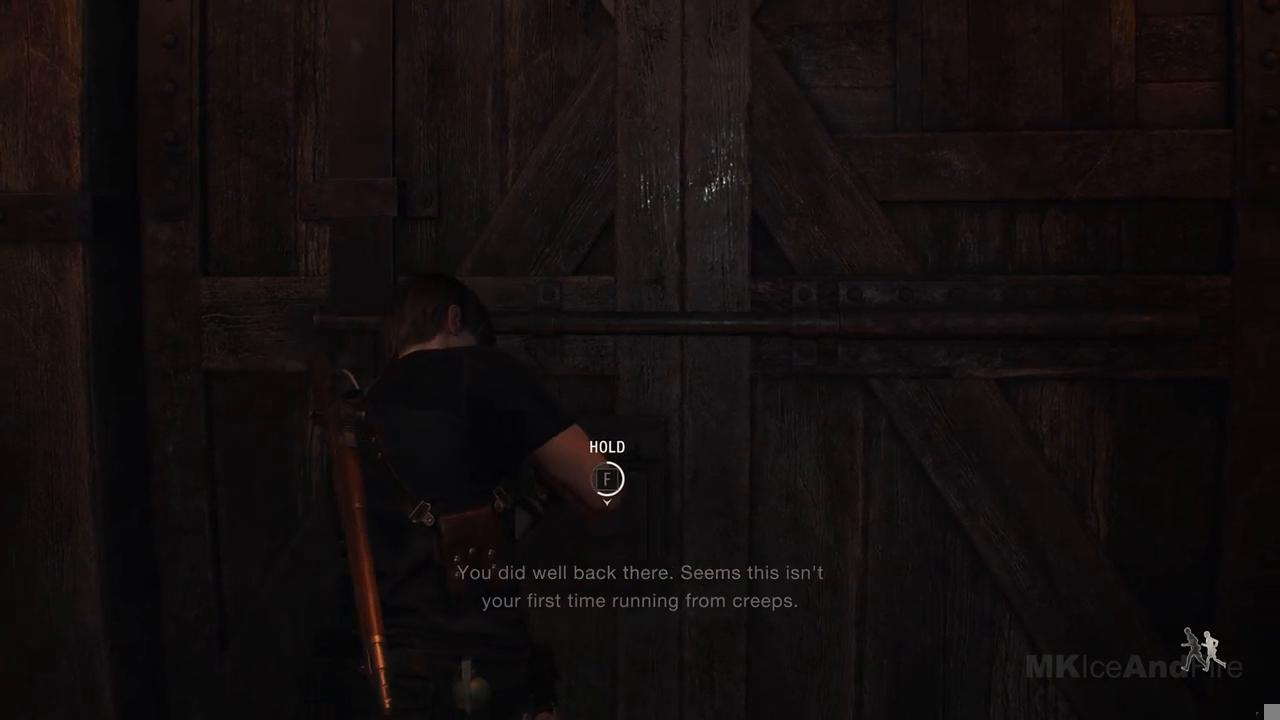 HOLD
F
You did well back there. Seems this isn't
your first time running from creeps.
MKIceAndFire